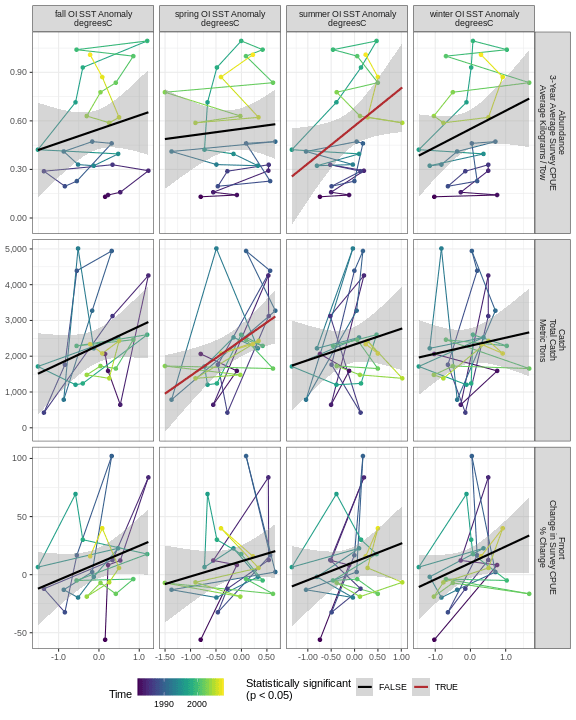 fall OI SST Anomaly
degreesC
spring OI SST Anomaly
degreesC
summer OI SST Anomaly
degreesC
winter OI SST Anomaly
degreesC
0.90
0.60
0.30
0.00
Abundance
3-Year Average Survey CPUE
Average Kilograms / Tow
5,000
4,000
3,000
2,000
1,000
0
Catch
Total Catch
Metric Tons
100
50
0
-50
Fmort
Change in Survey CPUE
% Change
-1.0 0.0 1.0
-1.50 -1.00 -0.50 0.00 0.50
-1.00 -0.50 0.00 0.50 1.00
-1.0 0.0 1.0
Time
1990 2000
Statistically significant
(p < 0.05)
FALSE
TRUE